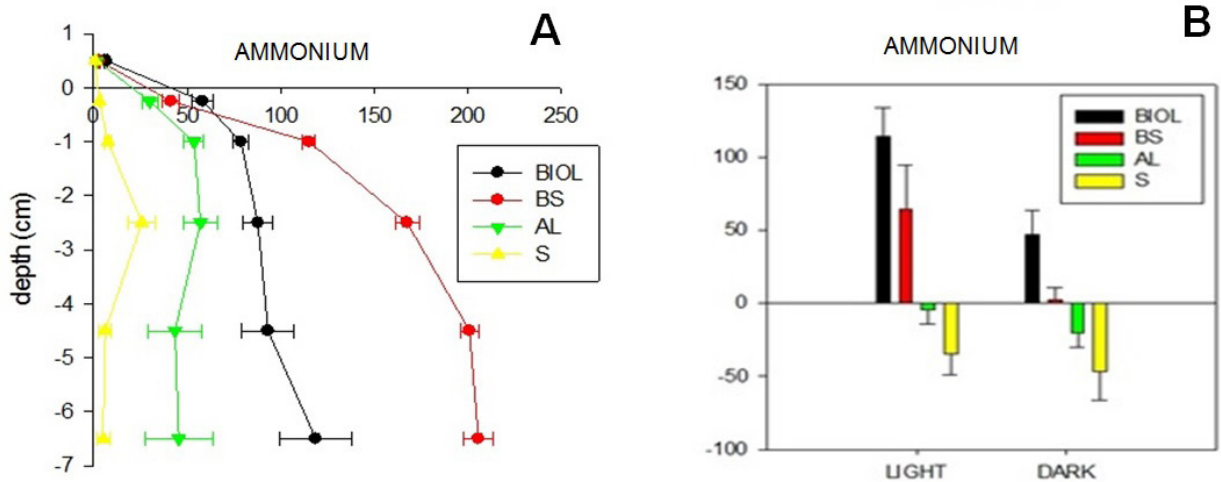 A
AMMONIUM
1
0
0
50
100
150
200
250
-1
-2
-3
-4
-5
-6
-7
depth (cm)
BIOL
BS
AL
S
B
AMMONIUM
150
100
50
0
-50
-100
BIOL
BS
AL
S
LIGHT
DARK